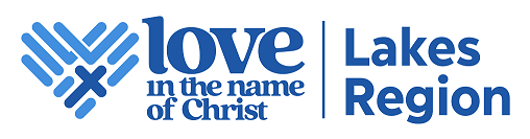 love
in the name
of Christ
Lakes
Region